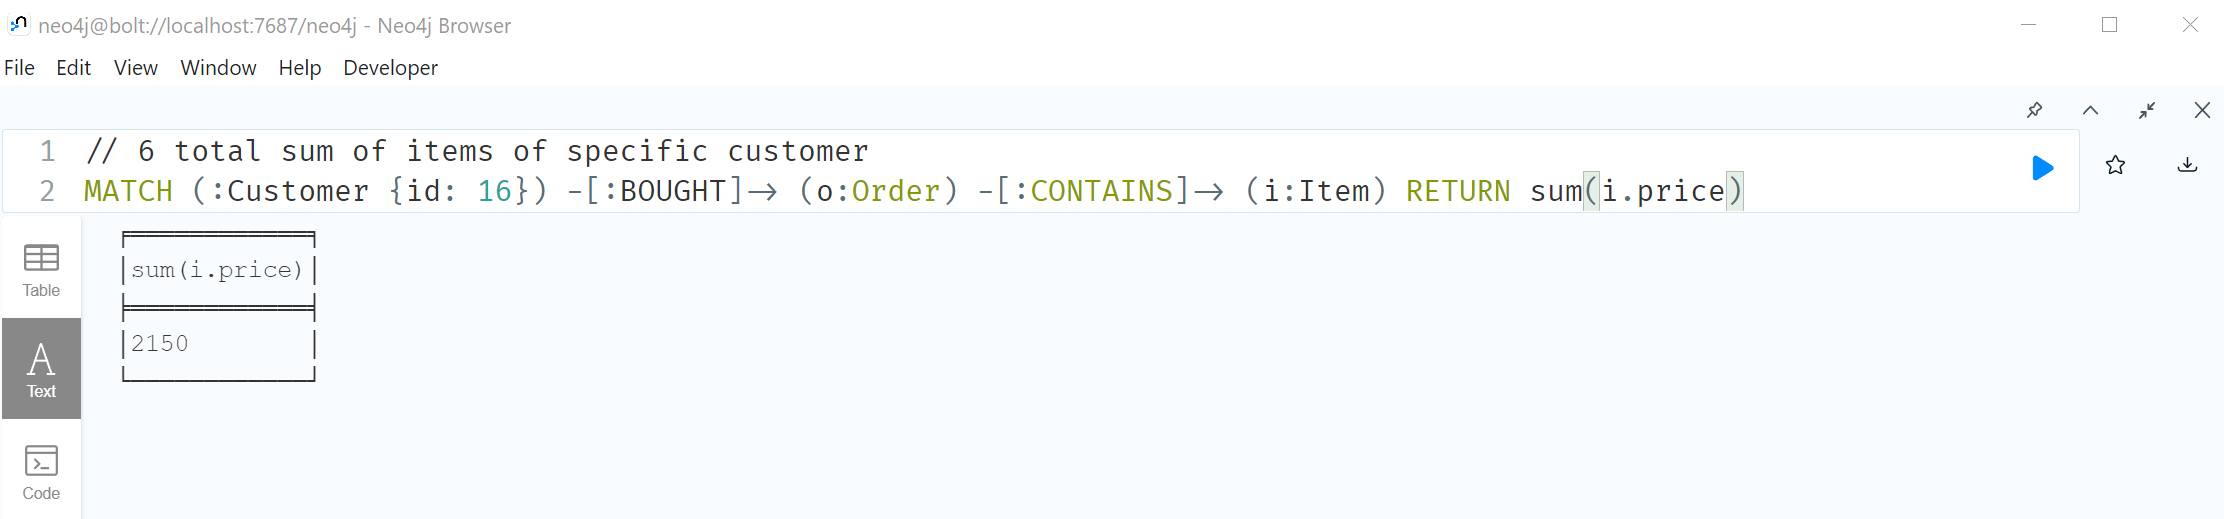 neo4j@bolt://localhost:7687/neo4j - Neo4j Browser
File Edit View Window Help Developer
1 // 6 total sum of items of specific customer
2 MATCH (:Customer {id: 16}) -[:BOUGHT]-> (o:Order) -[:CONTAINS]-> (i:Item) RETURN sum(i.price)
sum(i.price)
Table
2150
Text
Code